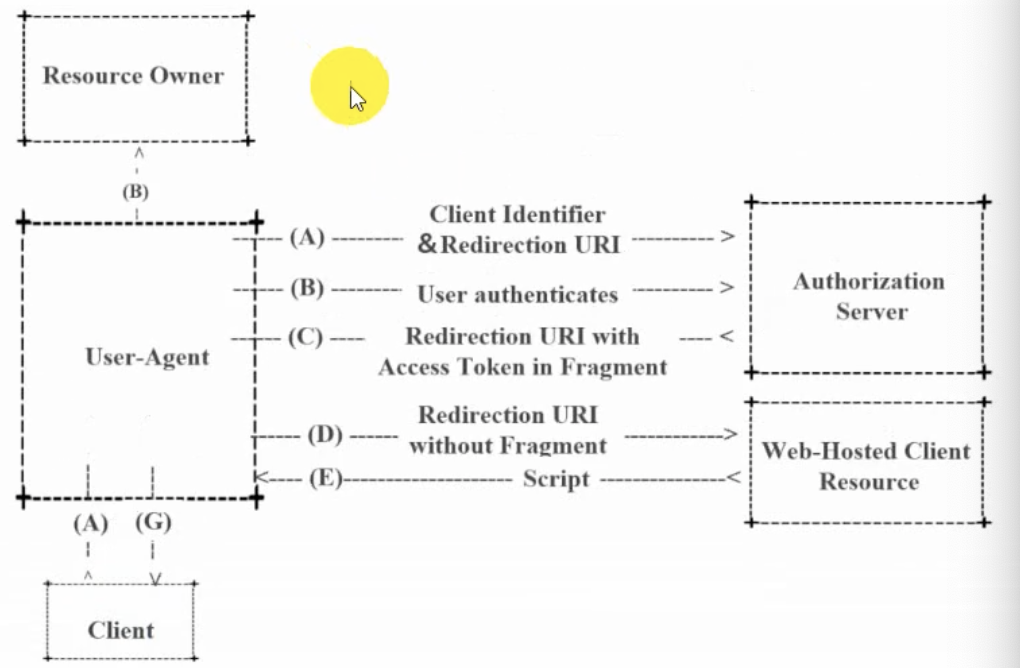 Resource Owner
(B)
Client Identifier
(A) &Redirection URI
(B) User authenticates
Authorization
Server
(C) Redirection URI with
Access Token in Fragment
User-Agent
Redirection URI
(D) without Fragment
(E) Script
Web-Hosted Client
Resource
(A) (G)
Client